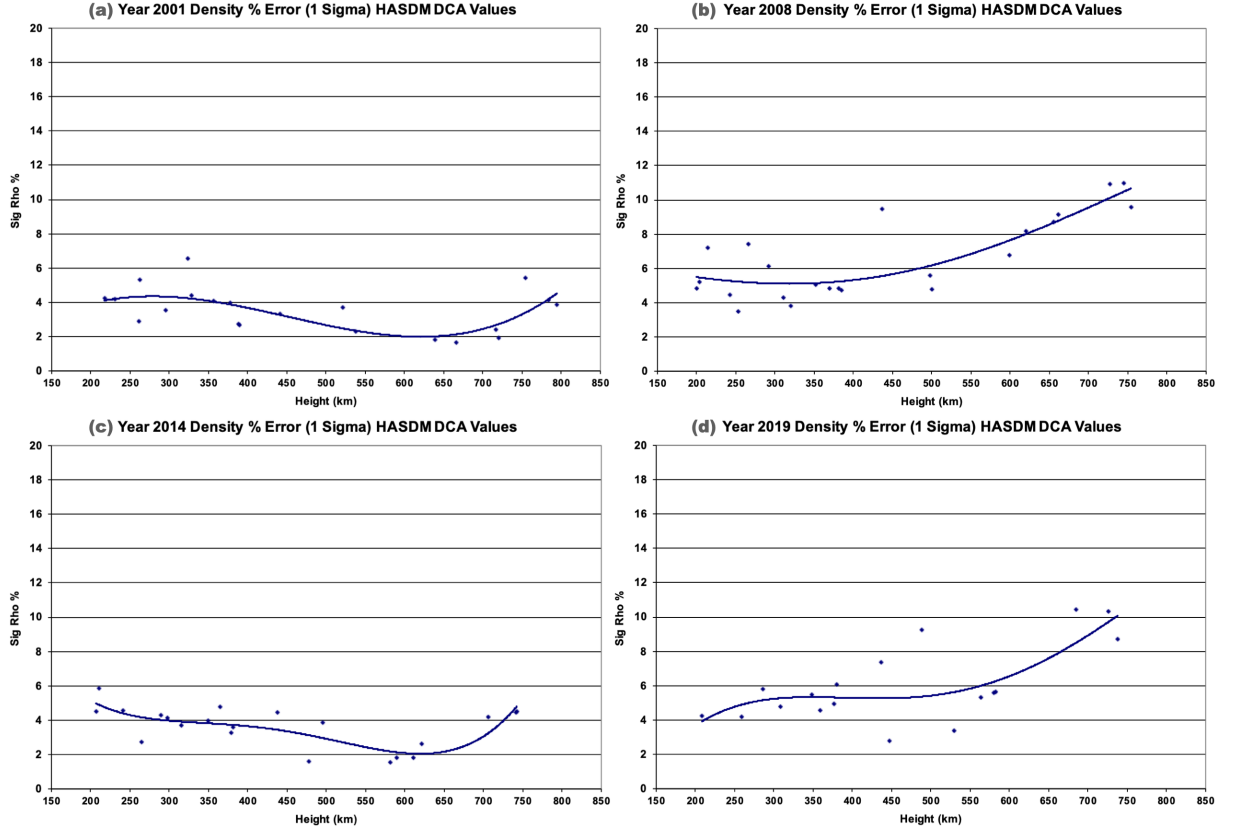 (a) Year 2001 Density % Error (1 Sigma) HASDM DCA Values
20
18
16
14
12
10
8
6
4
2
0
Sig Rho %
150 200 250 300 350 400 450 500 550 600 650 700 750 800 850
Height (km)
(b) Year 2008 Density % Error (1 Sigma) HASDM DCA Values
20
18
16
14
12
10
8
6
4
2
0
Sig Rho %
150 200 250 300 350 400 450 500 550 600 650 700 750 800 850
Height (km)
(c) Year 2014 Density % Error (1 Sigma) HASDM DCA Values
20
18
16
14
12
10
8
6
4
2
0
Sig Rho %
150 200 250 300 350 400 450 500 550 600 650 700 750 800 850
Height (km)
(d) Year 2019 Density % Error (1 Sigma) HASDM DCA Values
20
18
16
14
12
10
8
6
4
2
0
Sig Rho %
150 200 250 300 350 400 450 500 550 600 650 700 750 800 850
Height (km)